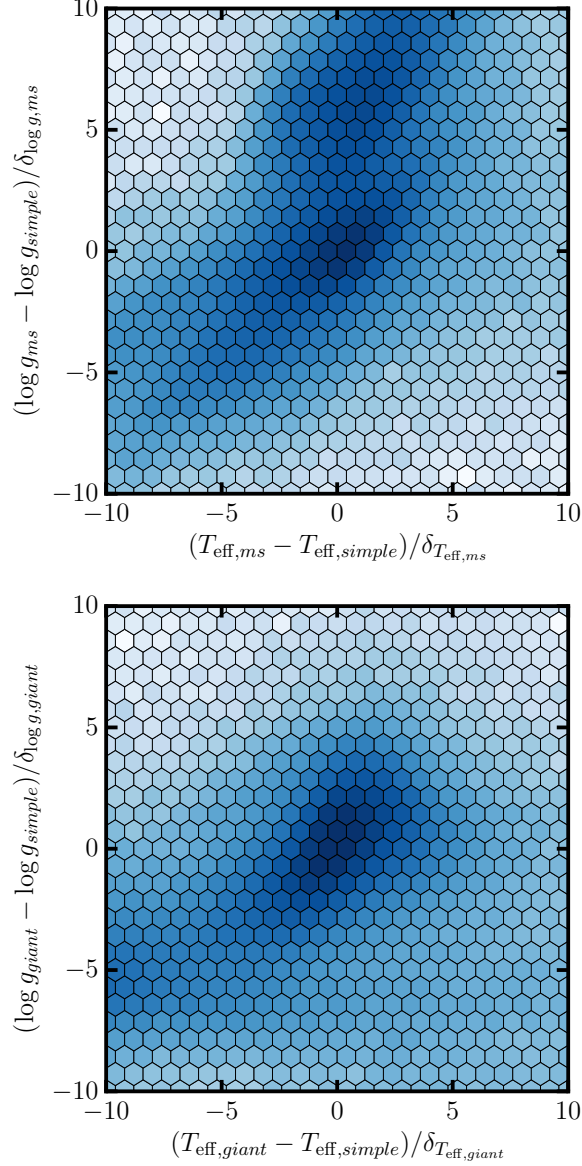 10
5
0
−5
−10
(log g_ms − log g_simple)/δ_log g,ms
−10 −5 0 5 10
(T_eff,ms − T_eff,simple)/δ_T_eff,ms
10
5
0
−5
−10
(log g_giant − log g_simple)/δ_log g,giant
−10 −5 0 5 10
(T_eff,giant − T_eff,simple)/δ_T_eff,giant